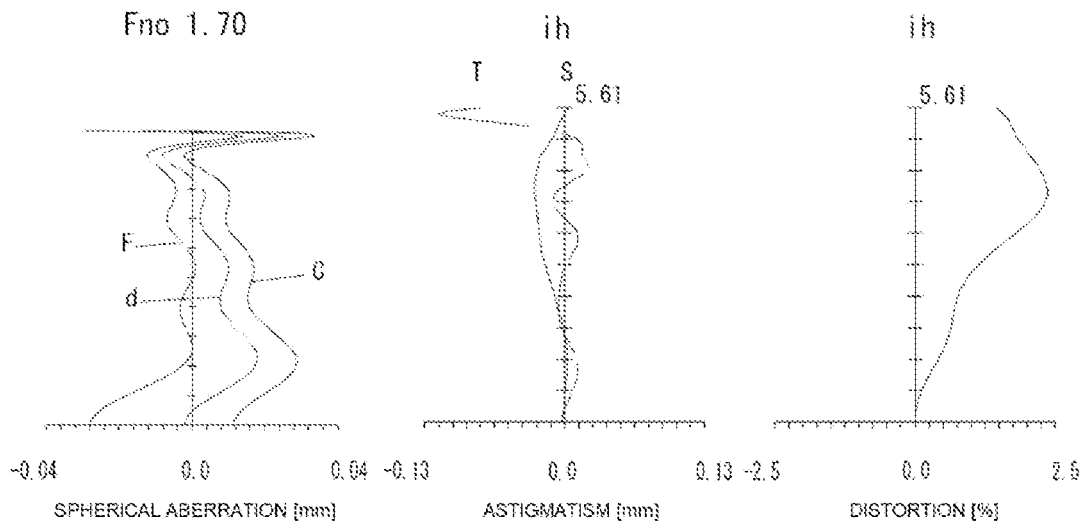 Fno 1.70
F
d
C
-0.04
0.0
0.04
SPHERICAL ABERRATION [mm]
ih
T
S
5.61
-0.13
0.0
0.13
ASTIGMATISM [mm]
ih
5.61
-2.5
0.0
2.5
DISTORTION [%]